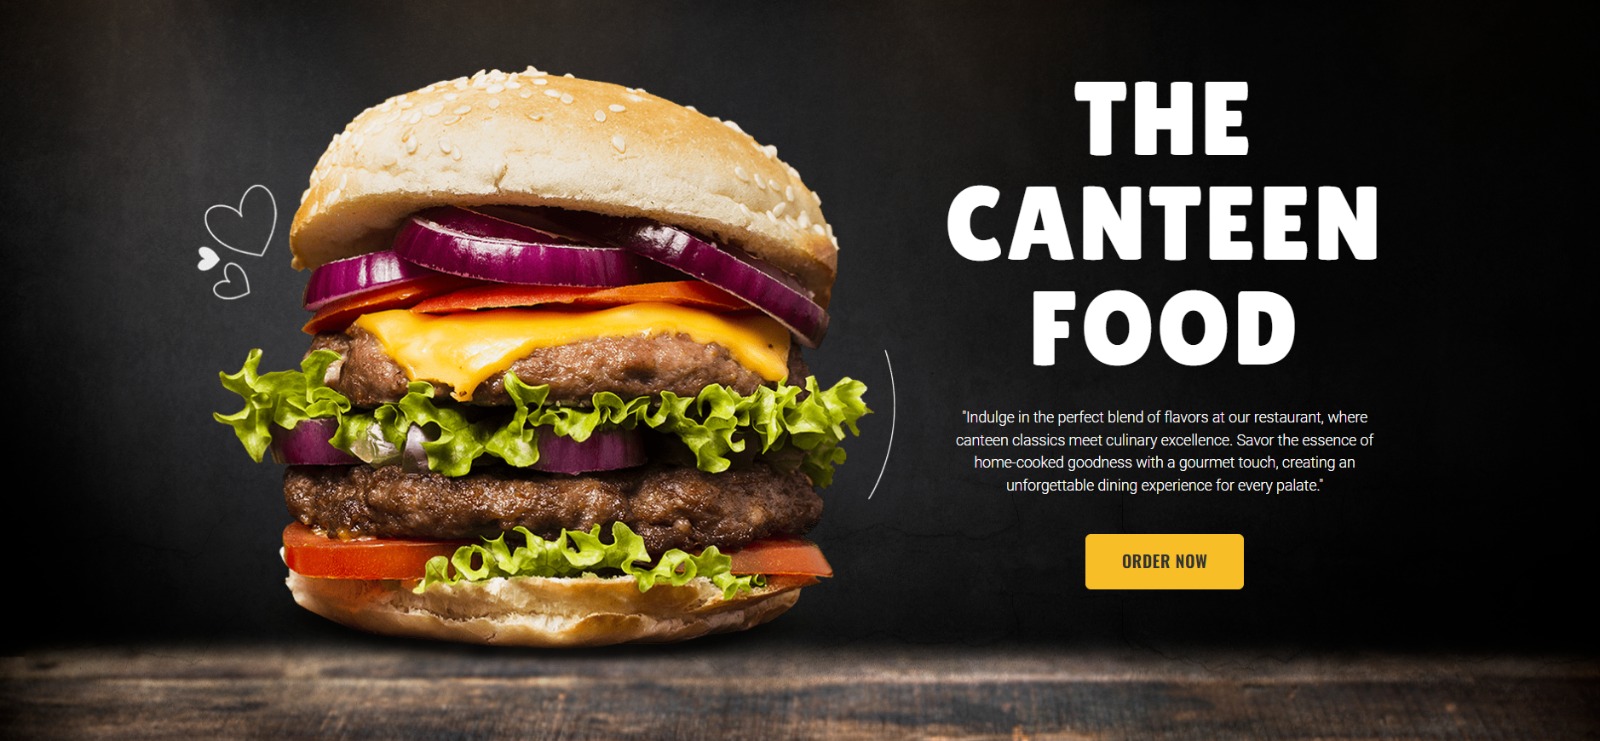 THE
CANTEEN
FOOD
"Indulge in the perfect blend of flavors at our restaurant, where
canteen classics meet culinary excellence. Savor the essence of
home-cooked goodness with a gourmet touch, creating an
unforgettable dining experience for every palate."
ORDER NOW